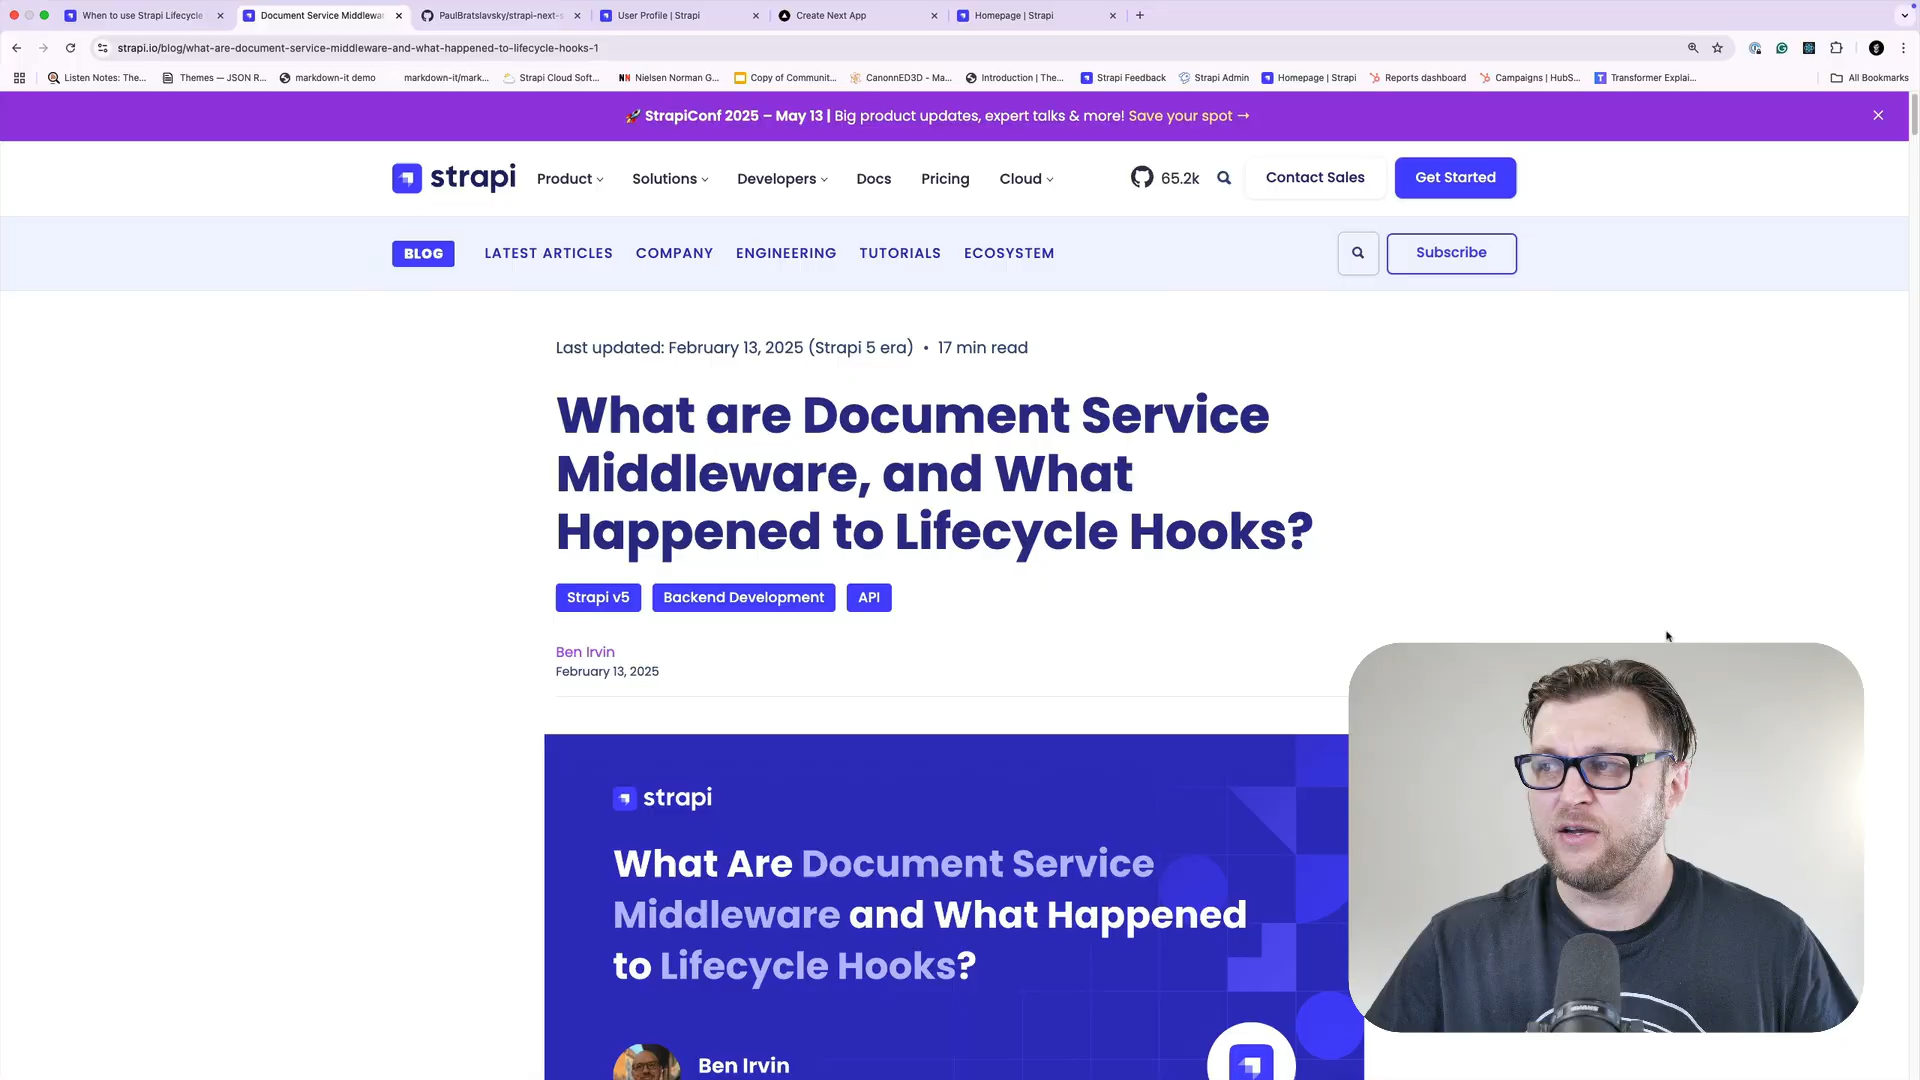 When to use Strapi Lifecycle
Document Service Middlewar
PaulBratslavsky/strapi-next-s
User Profile | Strapi
Create Next App
Homepage | Strapi
strapi.io/blog/what-are-document-service-middleware-and-what-happened-to-lifecycle-hooks-1
Listen Notes: The...
Themes — JSON R...
markdown-it demo
markdown-it/mark...
Strapi Cloud Soft...
Nielsen Norman G...
Copy of Communit...
CanonnED3D - Ma...
Introduction | The...
Strapi Feedback
Strapi Admin
Homepage | Strapi
Reports dashboard
Campaigns | HubS...
Transformer Explai...
All Bookmarks
🚀 StrapiConf 2025 – May 13 | Big product updates, expert talks & more! Save your spot →
strapi
Product
Solutions
Developers
Docs
Pricing
Cloud
65.2k
Contact Sales
Get Started
BLOG
LATEST ARTICLES
COMPANY
ENGINEERING
TUTORIALS
ECOSYSTEM
Subscribe
Last updated: February 13, 2025 (Strapi 5 era) • 17 min read
What are Document Service
Middleware, and What
Happened to Lifecycle Hooks?
Strapi v5
Backend Development
API
Ben Irvin
February 13, 2025
strapi
What Are Document Service
Middleware and What Happened
to Lifecycle Hooks?
Ben Irvin